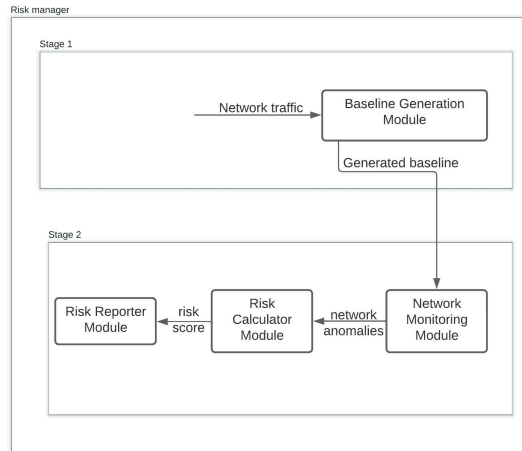 Risk manager
Stage 1
Network traffic
Baseline Generation
Module
Generated baseline
Stage 2
Risk Reporter
Module
risk
score
Risk
Calculator
Module
network
anomalies
Network
Monitoring
Module